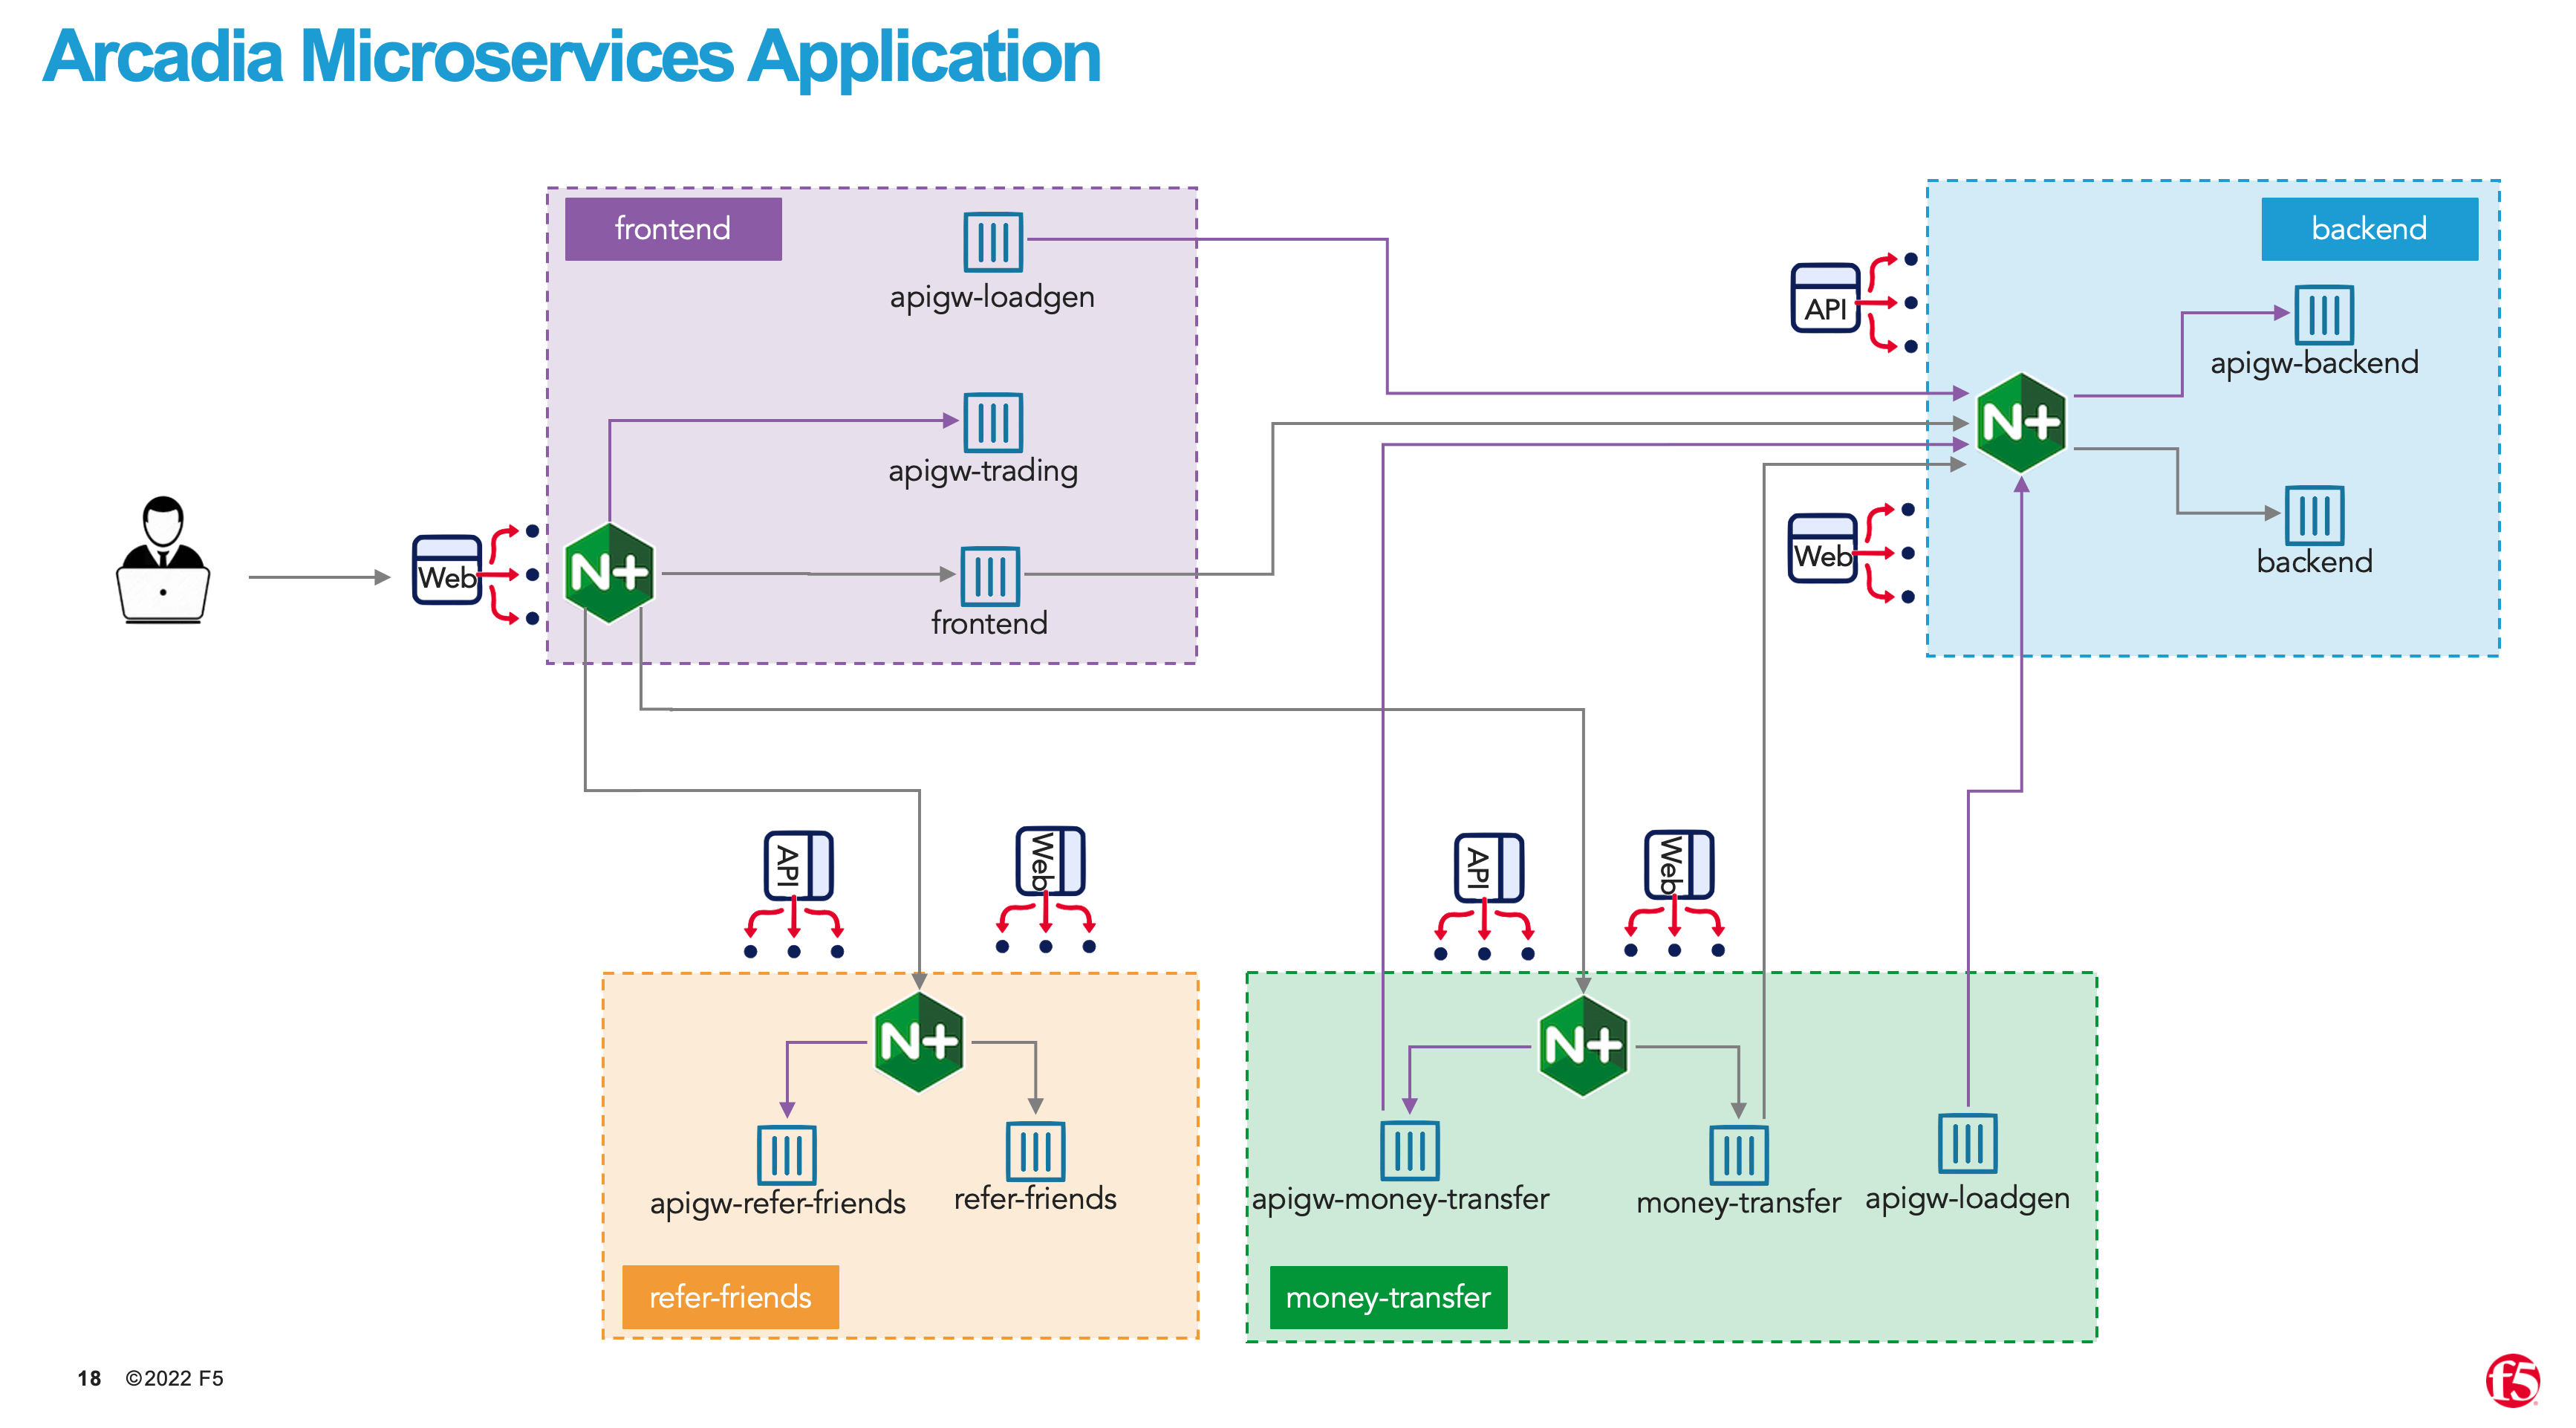 Arcadia Microservices Application
frontend
apigw-loadgen
apigw-trading
Web
N+
frontend
backend
API
apigw-backend
N+
Web
backend
API
Web
N+
apigw-refer-friends
refer-friends
refer-friends
API
Web
N+
apigw-money-transfer
money-transfer
apigw-loadgen
money-transfer
18 ©2022 F5
f5